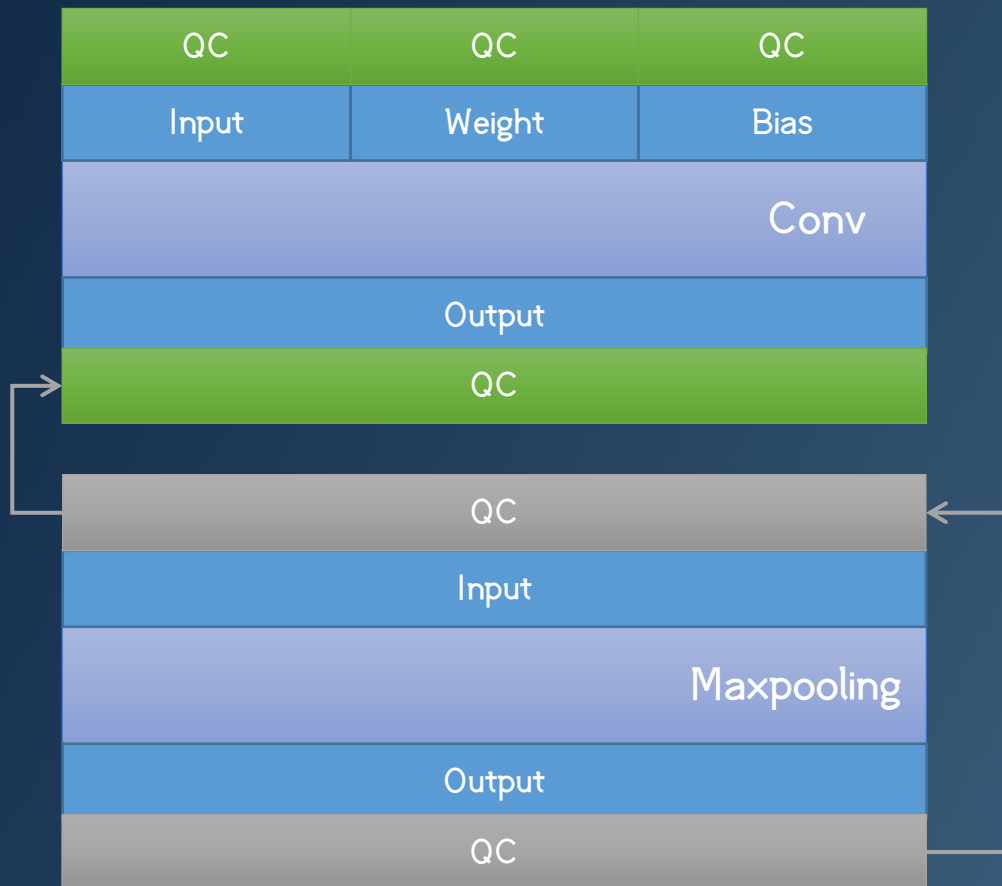 QC QC QC
Input Weight Bias
Conv
Output
QC
QC
Input
Maxpooling
Output
QC